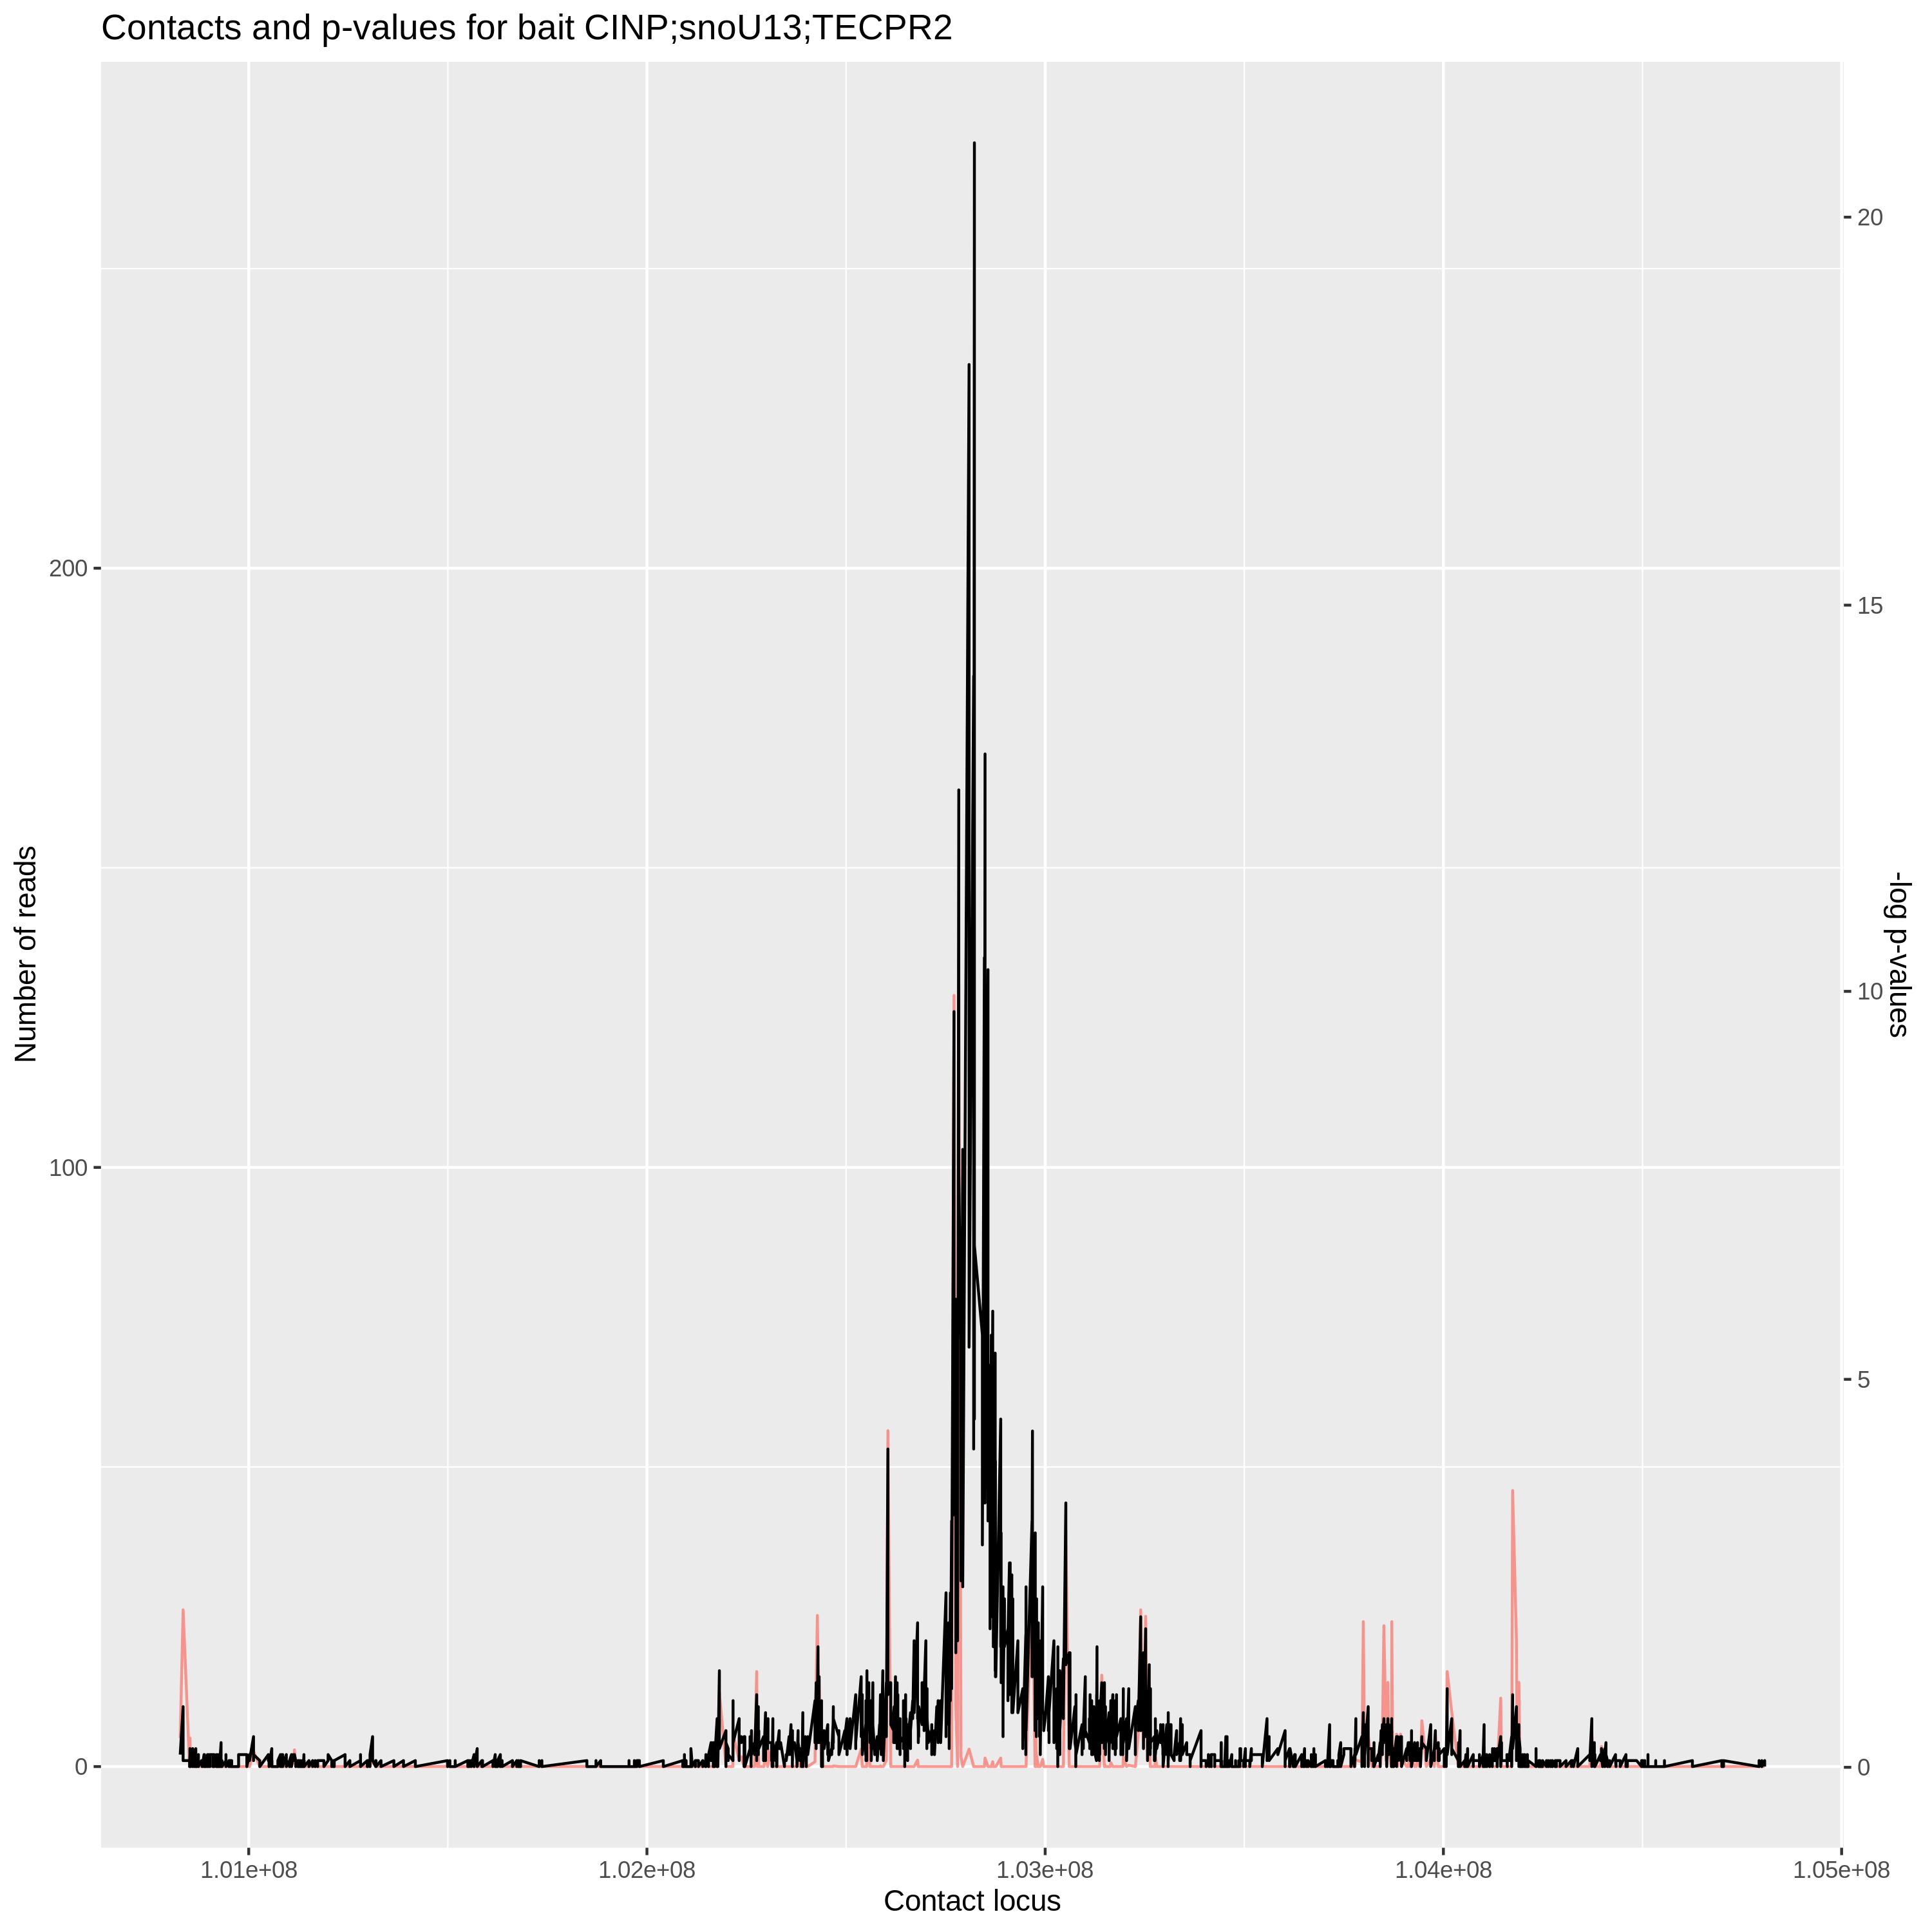 Contacts and p-values for bait CINP;snoU13;TECPR2
Number of reads
200
100
0
20
15
10
5
0
-log p-values
1.01e+08 1.02e+08 1.03e+08 1.04e+08 1.05e+08
Contact locus